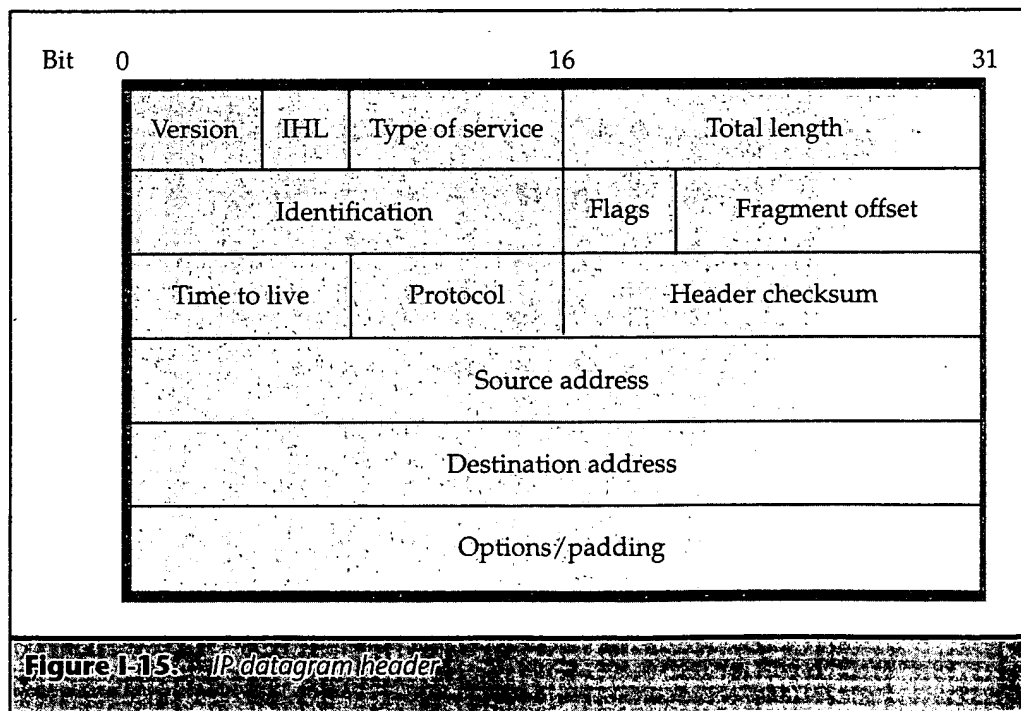 Bit 0 16 31
Version IHL Type of service Total length
Identification Flags Fragment offset
Time to live Protocol Header checksum
Source address
Destination address
Options/padding
Figure I-15. IP datagram header